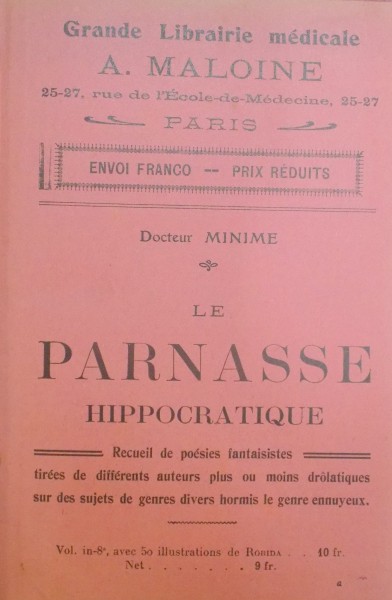 Grande Librairie médicale
A. MALOINE
25-27, rue de l'École-de-Médecine, 25-27
PARIS
ENVOI FRANCO -- PRIX RÉDUITS
Docteur MINIME
LE
PARNASSE
HIPPOCRATIQUE
Recueil de poésies fantaisistes
tirées de différents auteurs plus ou moins drôlatiques
sur des sujets de genres divers hormis le genre ennuyeux.
Vol. in-8°, avec 50 illustrations de ROBIDA . . 10 fr.
Net . . . . . . . 9 fr.
a